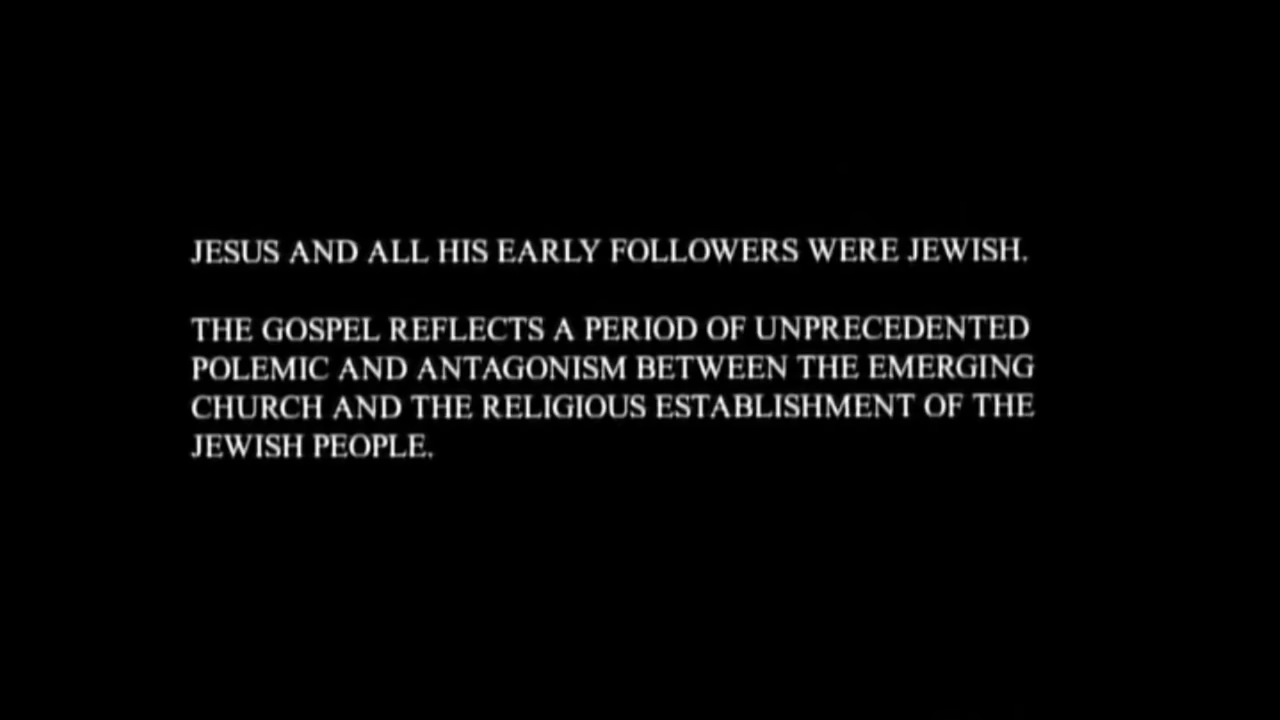 JESUS AND ALL HIS EARLY FOLLOWERS WERE JEWISH.
THE GOSPEL REFLECTS A PERIOD OF UNPRECEDENTED
POLEMIC AND ANTAGONISM BETWEEN THE EMERGING
CHURCH AND THE RELIGIOUS ESTABLISHMENT OF THE
JEWISH PEOPLE.